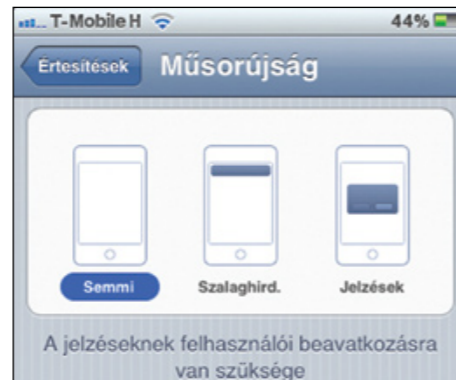 T-Mobile H 44%
Értesítések Műsorújság
Semmi Szalaghird. Jelzések
A jelzéseknek felhasználói beavatkozásra
van szüksége